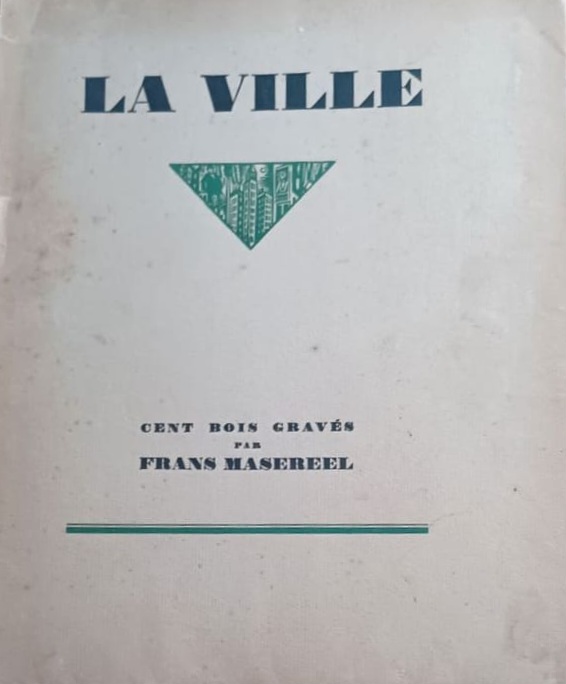 LA VILLE
CENT BOIS GRAVÉS
PAR
FRANS MASEREEL